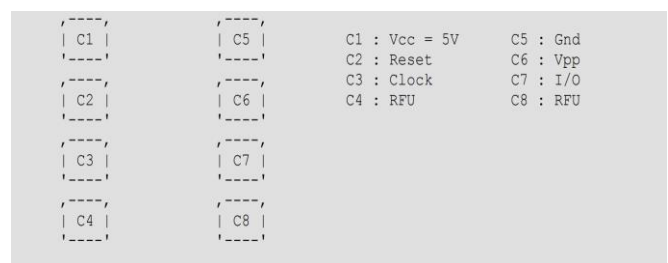 ,----,                ,----,
| C1 |                | C5 |        C1 : Vcc = 5V     C5 : Gnd
'----'                '----'        C2 : Reset        C6 : Vpp
,----,                ,----,        C3 : Clock        C7 : I/O
| C2 |                | C6 |        C4 : RFU          C8 : RFU
'----'                '----'
,----,                ,----,
| C3 |                | C7 |
'----'                '----'
,----,                ,----,
| C4 |                | C8 |
'----'                '----'